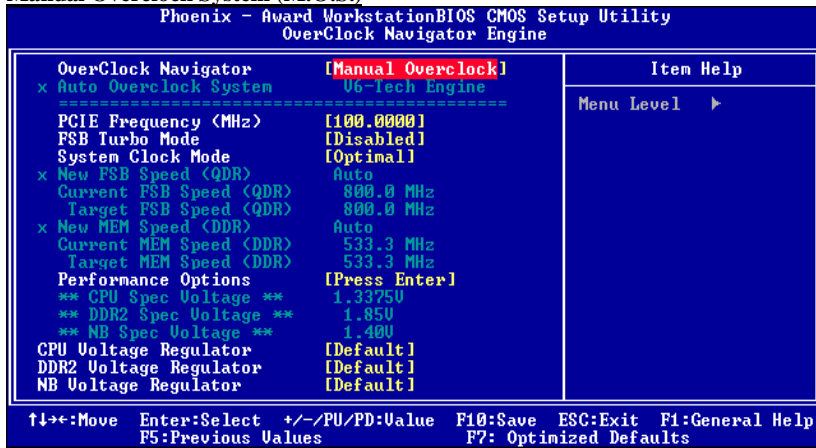 Manual Overclock System (M.O.S.)
Phoenix - Award WorkstationBIOS CMOS Setup Utility
OverClock Navigator Engine
OverClock Navigator [Manual Overclock]
x Auto Overclock System V6-Tech Engine
=============================================
PCIE Frequency (MHz) [100.0000]
FSB Turbo Mode [Disabled]
System Clock Mode [Optimal]
x New FSB Speed (QDR) Auto
Current FSB Speed (QDR) 800.0 MHz
Target FSB Speed (QDR) 800.0 MHz
x New MEM Speed (DDR) Auto
Current MEM Speed (DDR) 533.3 MHz
Target MEM Speed (DDR) 533.3 MHz
Performance Options [Press Enter]
** CPU Spec Voltage ** 1.3375V
** DDR2 Spec Voltage ** 1.85V
** NB Spec Voltage ** 1.40V
CPU Voltage Regulator [Default]
DDR2 Voltage Regulator [Default]
NB Voltage Regulator [Default]
Item Help
Menu Level ►
↑↓→←:Move Enter:Select +/-/PU/PD:Value F10:Save ESC:Exit F1:General Help
F5:Previous Values F7: Optimized Defaults